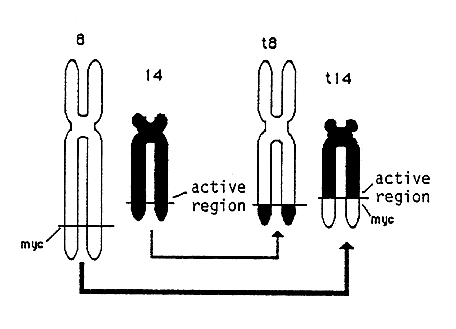 8
14
t8
t14
active
region
active
region
myc
myc